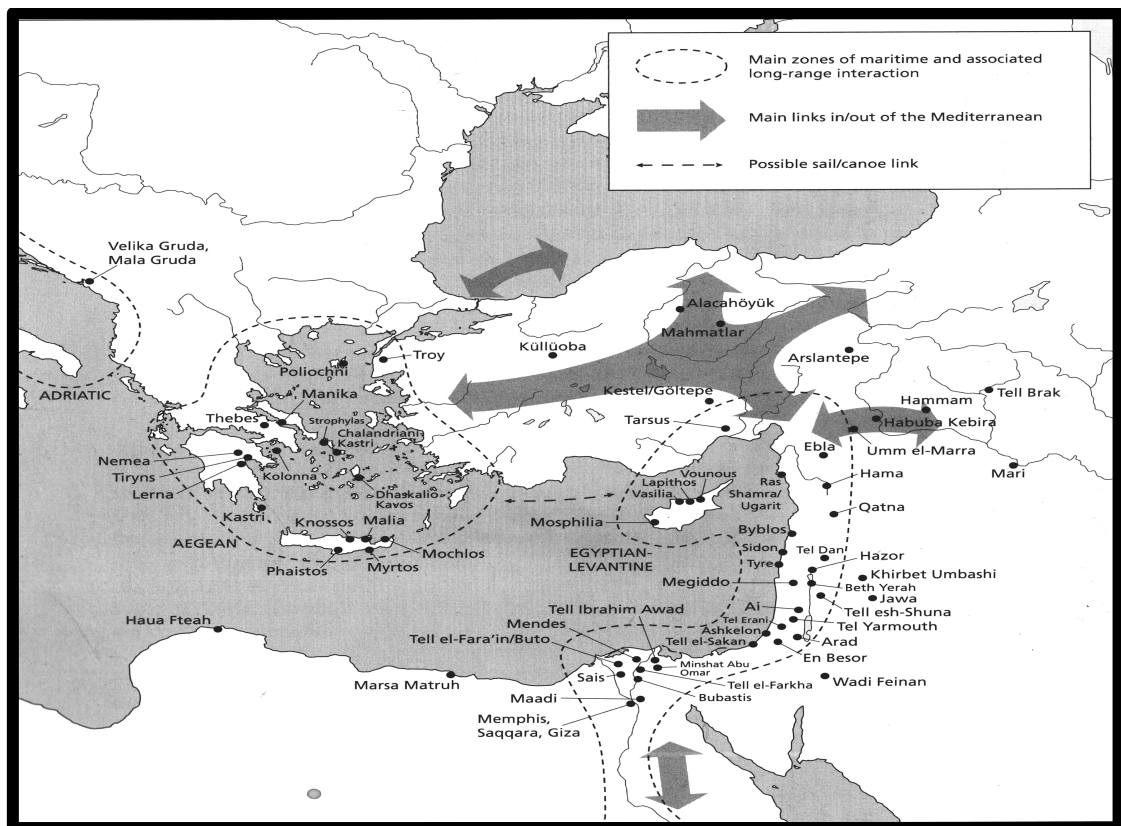 Main zones of maritime and associated
long-range interaction
Main links in/out of the Mediterranean
Possible sail/canoe link
Velika Gruda,
Mala Gruda
ADRIATIC
Troy
Poliochni
Manika
Thebes
Strophylas
Chalandriani
Kastri
Nemea
Tiryns
Lerna
Kolonna
Dhaskalio
Kavos
Kastri
Knossos
Malia
AEGEAN
Mochlos
Phaistos
Myrtos
Küllüoba
Alacahöyük
Mahmatlar
Arslantepe
Kestel/Göltepe
Tarsus
Tell Brak
Hammam
Habuba Kebira
Umm el-Marra
Ebla
Mari
Hama
Qatna
Vounous
Lapithos
Vasilia
Ras
Shamra/
Ugarit
Mosphilia
Byblos
EGYPTIAN-
LEVANTINE
Sidon
Tyre
Tel Dan
Hazor
Khirbet Umbashi
Megiddo
Beth Yerah
Jawa
Ai
Tell esh-Shuna
Tel Erani
Tel Yarmouth
Ashkelon
Arad
Tell el-Sakan
En Besor
Wadi Feinan
Haua Fteah
Marsa Matruh
Tell Ibrahim Awad
Mendes
Tell el-Fara'in/Buto
Sais
Minshat Abu
Omar
Tell el-Farkha
Bubastis
Maadi
Memphis,
Saqqara, Giza